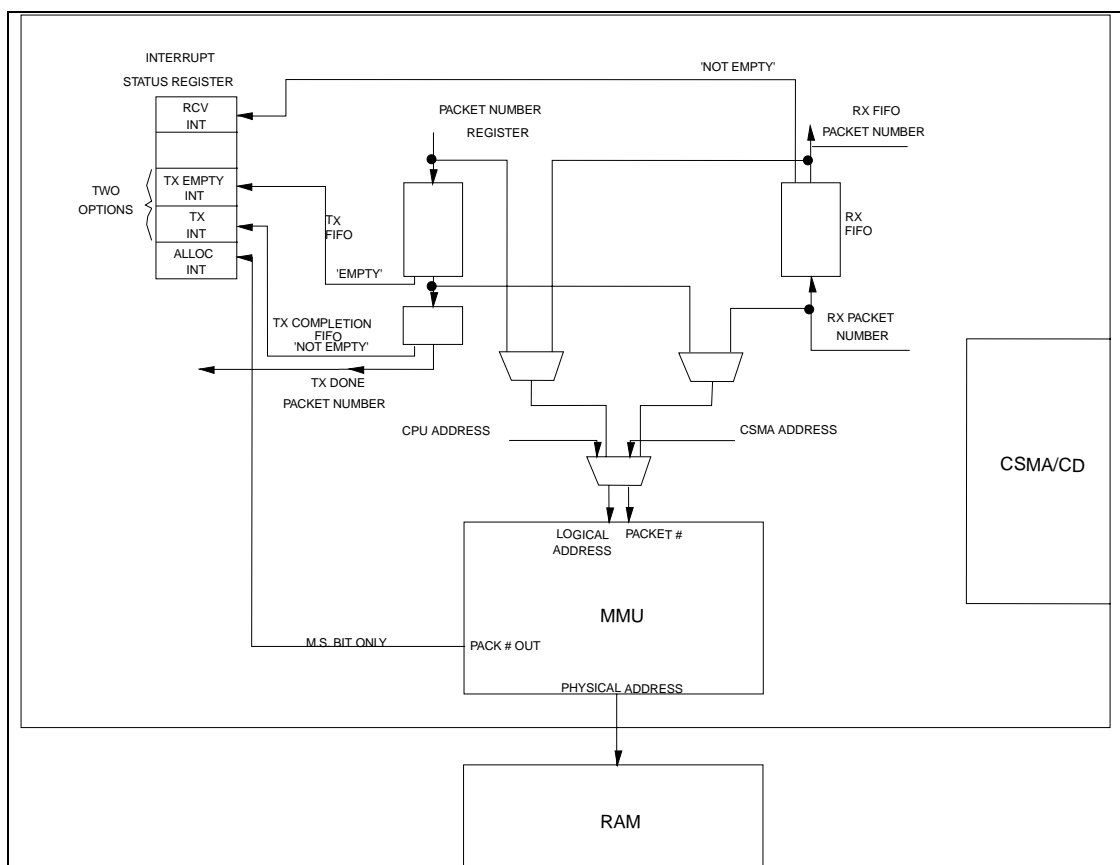 INTERRUPT
STATUS REGISTER
RCV
INT
TX EMPTY
INT
TX
INT
ALLOC
INT
TWO
OPTIONS
'NOT EMPTY'
PACKET NUMBER
REGISTER
RX FIFO
PACKET NUMBER
TX
FIFO
RX
FIFO
'EMPTY'
TX COMPLETION
FIFO
'NOT EMPTY'
TX DONE
PACKET NUMBER
RX PACKET
NUMBER
CPU ADDRESS
CSMA ADDRESS
CSMA/CD
LOGICAL
ADDRESS
PACKET #
MMU
M.S. BIT ONLY
PACK # OUT
PHYSICAL ADDRESS
RAM